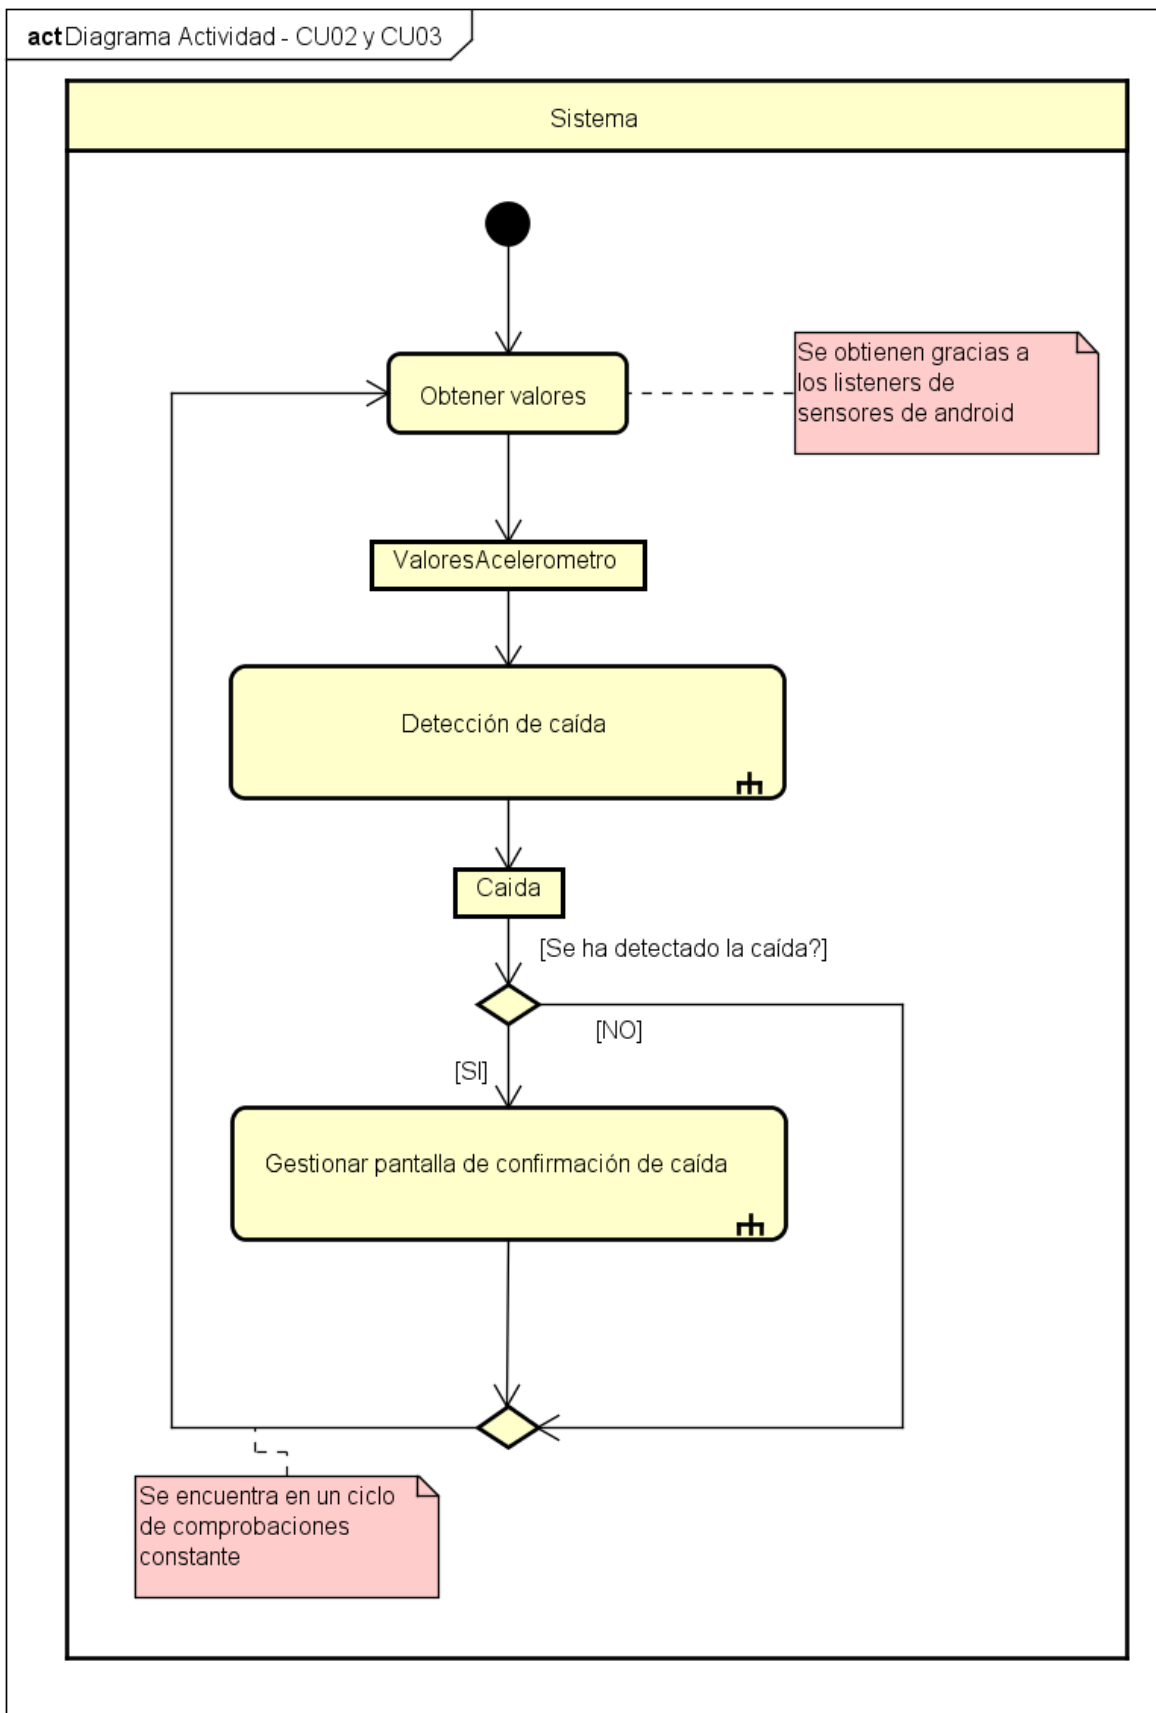 act Diagrama Actividad - CU02 y CU03
Sistema
Obtener valores
Se obtienen gracias a
los listeners de
sensores de android
ValoresAcelerometro
Detección de caída
Caida
[Se ha detectado la caída?]
[NO]
[SI]
Gestionar pantalla de confirmación de caída
Se encuentra en un ciclo
de comprobaciones
constante